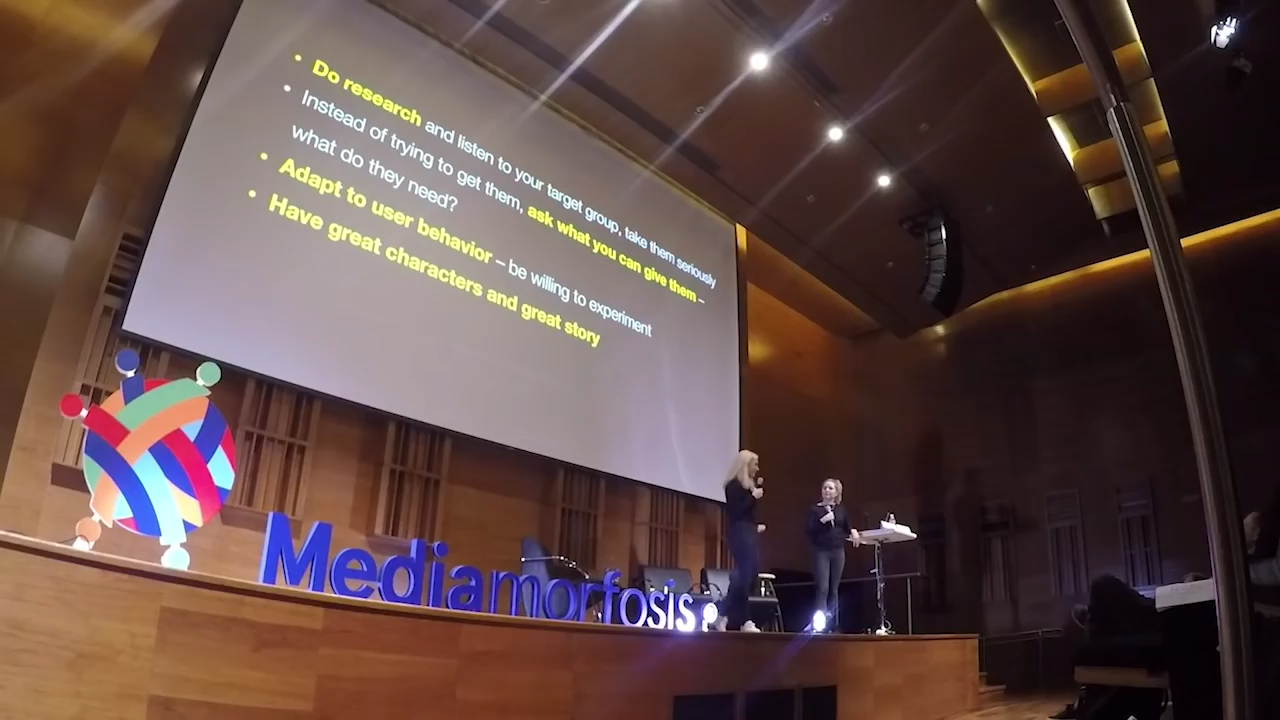 • Do research and listen to your target group, take them seriously
• Instead of trying to get them, ask what you can give them –
what do they need?
• Adapt to user behavior – be willing to experiment
• Have great characters and great story
Mediamorfosis